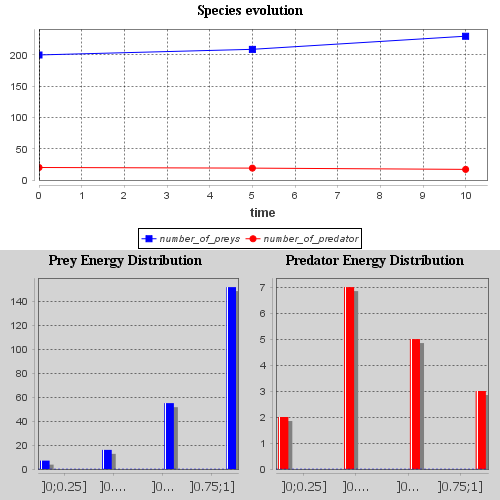 Species evolution
200
150
100
50
0
0 1 2 3 4 5 6 7 8 9 10
time
number_of_preys number_of_predator
Prey Energy Distribution
140
120
100
80
60
40
20
0
]0;0.25] ]0.... ]0... ]0.75;1]
Predator Energy Distribution
7
6
5
4
3
2
1
0
]0;0.25] ]0.... ]0... ]0.75;1]